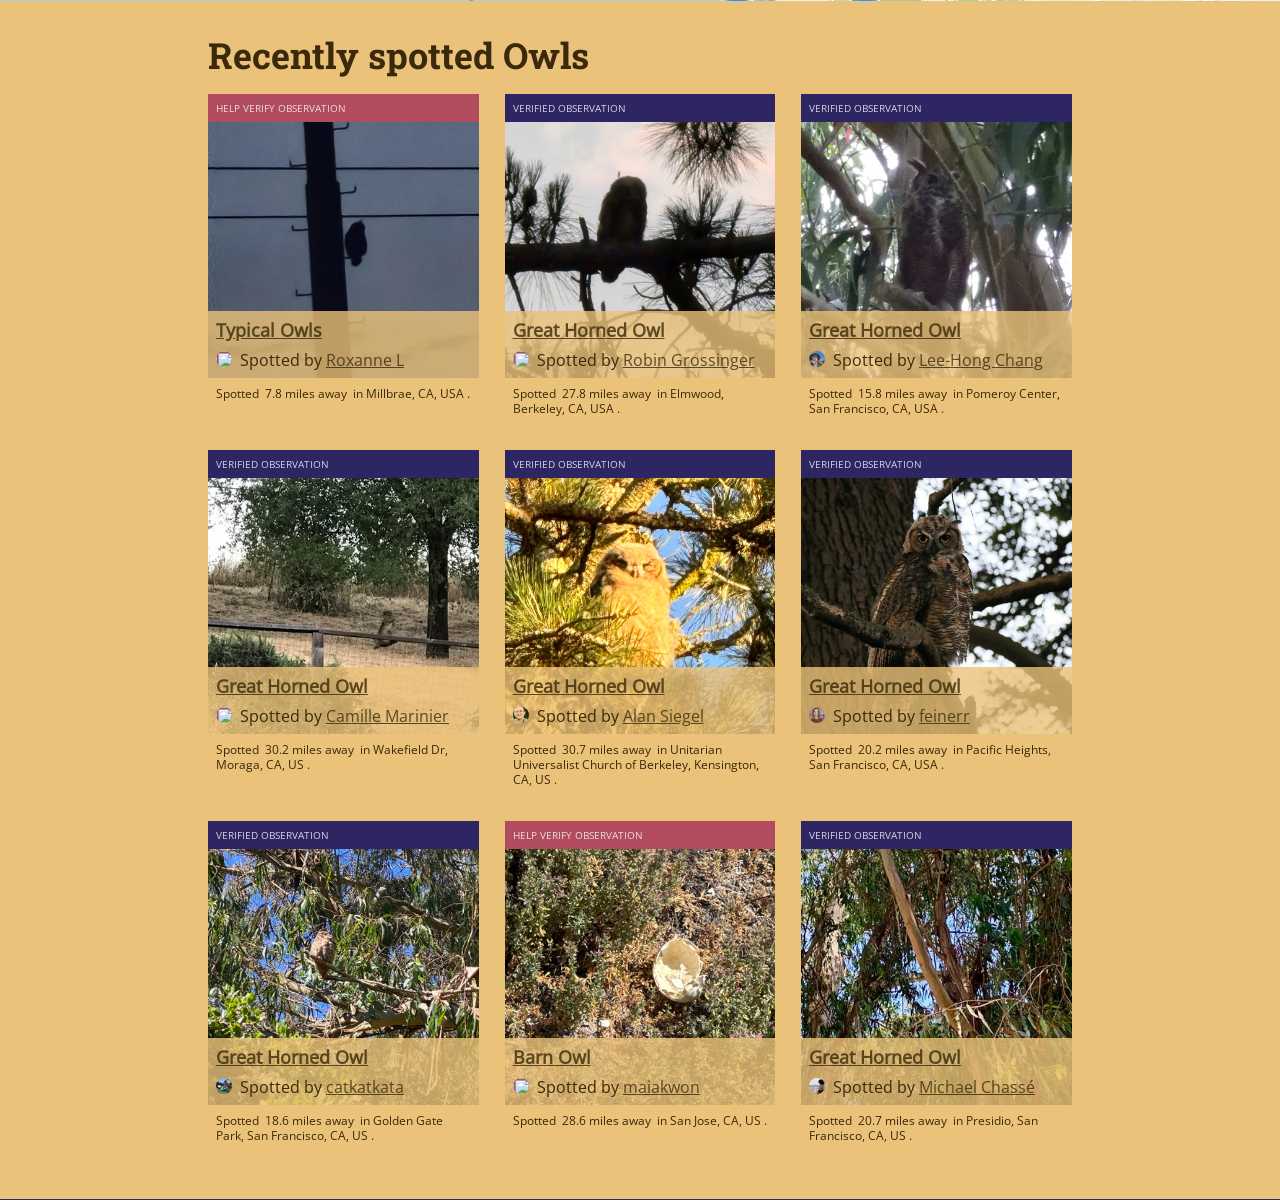 Recently spotted Owls
HELP VERIFY OBSERVATION
Typical Owls
Spotted by Roxanne L
Spotted 7.8 miles away in Millbrae, CA, USA .
VERIFIED OBSERVATION
Great Horned Owl
Spotted by Robin Grossinger
Spotted 27.8 miles away in Elmwood,
Berkeley, CA, USA .
VERIFIED OBSERVATION
Great Horned Owl
Spotted by Lee-Hong Chang
Spotted 15.8 miles away in Pomeroy Center,
San Francisco, CA, USA .
VERIFIED OBSERVATION
Great Horned Owl
Spotted by Camille Marinier
Spotted 30.2 miles away in Wakefield Dr,
Moraga, CA, US .
VERIFIED OBSERVATION
Great Horned Owl
Spotted by Alan Siegel
Spotted 30.7 miles away in Unitarian
Universalist Church of Berkeley, Kensington,
CA, US .
VERIFIED OBSERVATION
Great Horned Owl
Spotted by feinerr
Spotted 20.2 miles away in Pacific Heights,
San Francisco, CA, USA .
VERIFIED OBSERVATION
Great Horned Owl
Spotted by catkatkata
Spotted 18.6 miles away in Golden Gate
Park, San Francisco, CA, US .
HELP VERIFY OBSERVATION
Barn Owl
Spotted by maiakwon
Spotted 28.6 miles away in San Jose, CA, US .
VERIFIED OBSERVATION
Great Horned Owl
Spotted by Michael Chassé
Spotted 20.7 miles away in Presidio, San
Francisco, CA, US .